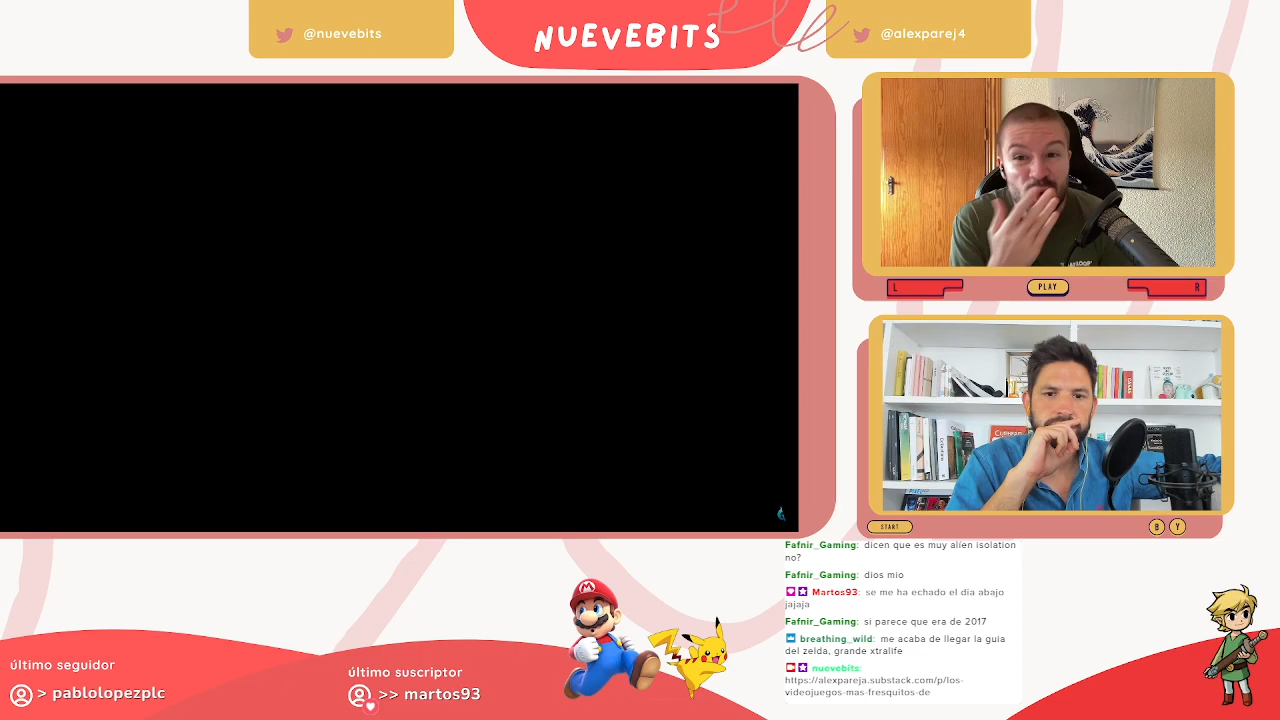 @nuevebits
NUEVEBITS
@alexparej4
L
PLAY
R
START
B
Y
Fafnir_Gaming: dicen que es muy alien isolation
no?
Fafnir_Gaming: dios mio
Martos93: se me ha echado el dia abajo
jajaja
Fafnir_Gaming: si parece que era de 2017
breathing_wild: me acaba de llegar la guia
del zelda, grande xtralife
nuevebits:
https://alexpareja.substack.com/p/los-
videojuegos-mas-fresquitos-de
último seguidor
> pablolopezplc
último suscriptor
>> martos93